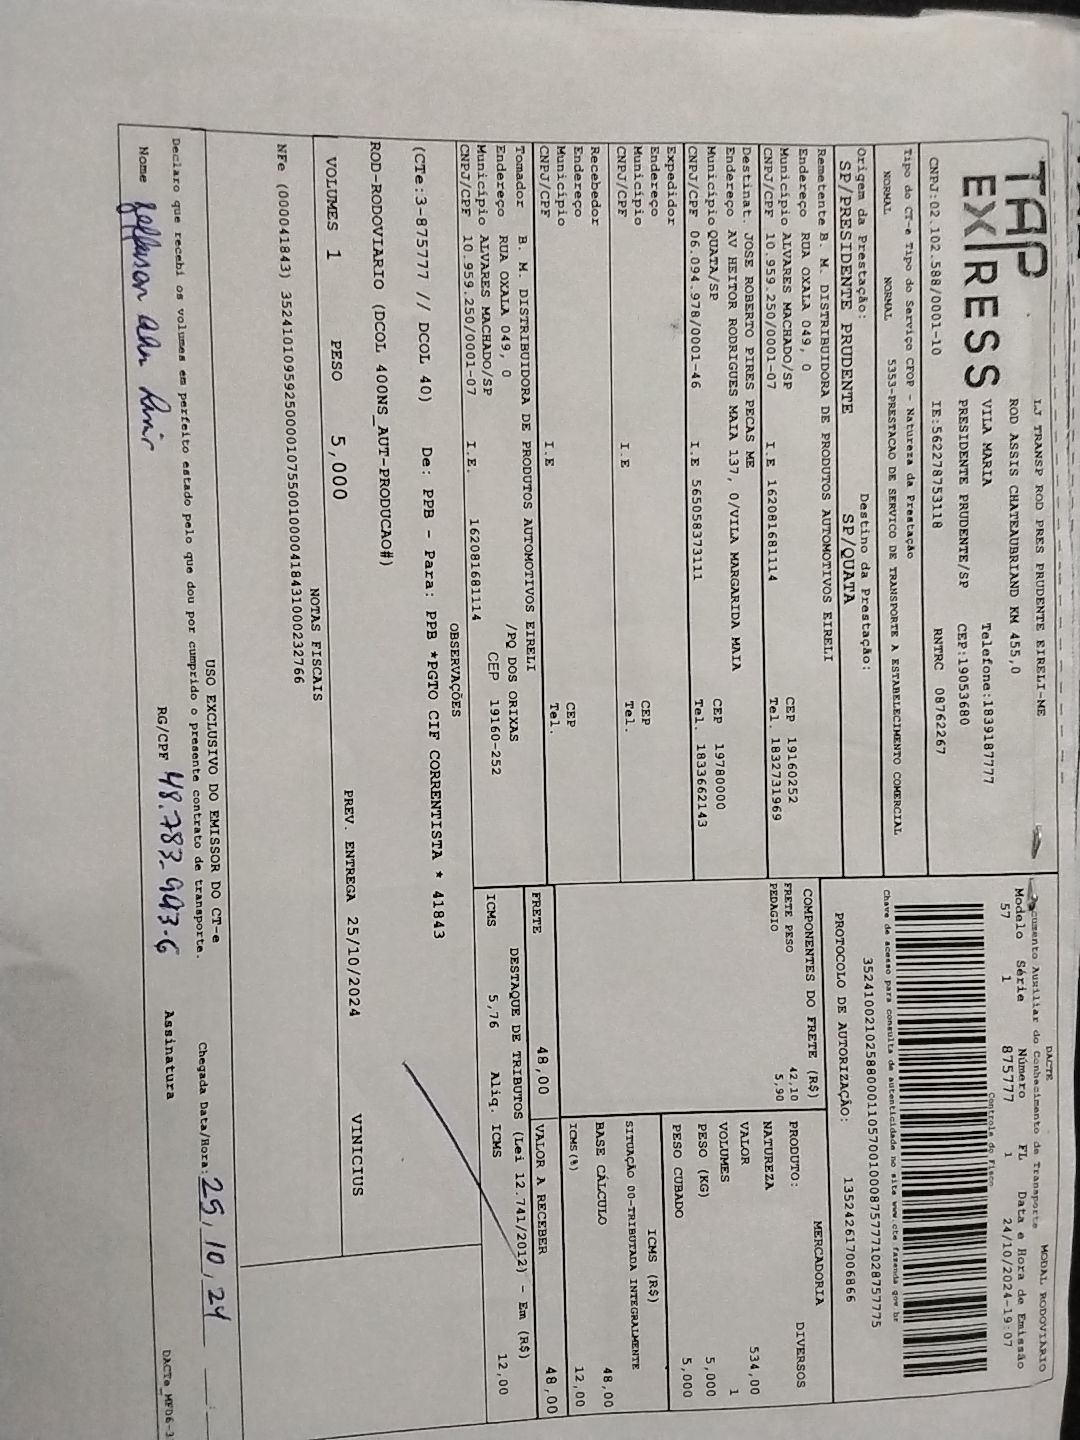 TAP
EX/RESS
LJ TRANSP ROD PRES PRUDENTE EIRELI-ME
ROD ASSIS CHATEAUBRIAND KM 455,0
VILA MARIA Telefone:1839187777
PRESIDENTE PRUDENTE/SP CEP:19053680
CNPJ:02.102.588/0001-10 IE:562278753118 RNTRC 08762267
DACTE MODAL RODOVIÁRIO
Documento Auxiliar do Conhecimento de Transporte
Modelo Série Número FL Data e Hora de Emissão
57 1 875777 1 24/10/2024-19:07
Controle do Fisco
Chave de acesso para consulta de autenticidade no site www.cte.fazenda.gov.br
35241002102588000110570010008757771028757775
PROTOCOLO DE AUTORIZAÇÃO: 135242617006866
Tipo do CT-e Tipo do Serviço CFOP - Natureza da Prestação
NORMAL NORMAL 5353-PRESTACAO DE SERVICO DE TRANSPORTE A ESTABELECIMENTO COMERCIAL
Origem da Prestação: Destino da Prestação:
SP/PRESIDENTE PRUDENTE SP/QUATA
Remetente B. M. DISTRIBUIDORA DE PRODUTOS AUTOMOTIVOS EIRELI
Endereço RUA OXALA 049, 0
Município ALVARES MACHADO/SP CEP 19160252
CNPJ/CPF 10.959.250/0001-07 I.E 162081681114 Tel. 1832731969
Destinat. JOSE ROBERTO PIRES PECAS ME
Endereço AV HEITOR RODRIGUES MAIA 137, 0/VILA MARGARIDA MAIA
Município QUATA/SP CEP 19780000
CNPJ/CPF 06.094.978/0001-46 I.E 565058373111 Tel. 1833662143
Expedidor
Endereço
Município CEP
CNPJ/CPF I.E Tel.
Recebedor
Endereço
Município CEP
CNPJ/CPF I.E Tel.
Tomador B. M. DISTRIBUIDORA DE PRODUTOS AUTOMOTIVOS EIRELI
Endereço RUA OXALA 049, 0 /PQ DOS ORIXAS
Município ALVARES MACHADO/SP CEP 19160-252
CNPJ/CPF 10.959.250/0001-07 I.E. 162081681114
COMPONENTES DO FRETE (R$)
FRETE PESO 42,10
PEDAGIO 5,90
MERCADORIA
PRODUTO: DIVERSOS
NATUREZA
VALOR 534,00
VOLUMES 1
PESO (KG) 5,000
PESO CUBADO 5,000
ICMS (R$)
SITUAÇÃO 00-TRIBUTADA INTEGRALMENTE
BASE CÁLCULO 48,00
ICMS(%) 12,00
FRETE 48,00 VALOR A RECEBER 48,00
DESTAQUE DE TRIBUTOS (Lei 12.741/2012) - Em (R$)
ICMS 5,76 Aliq. ICMS 12,00
OBSERVAÇÕES
(CTe:3-875777 // DCOL 40) De: PPB - Para: PPB *PGTO CIF CORRENTISTA * 41843
ROD-RODOVIARIO (DCOL 400NS_AUT-PRODUCAO#)
VOLUMES 1 PESO 5,000 PREV. ENTREGA 25/10/2024 VINICIUS
NOTAS FISCAIS
NFe (000041843) 35241010959250000107550010000418431000232766
USO EXCLUSIVO DO EMISSOR DO CT-e
Declaro que recebi os volumes em perfeito estado pelo que dou por cumprido o presente contrato de transporte.
Chegada Data/Hora: 25/10/24 __:
Nome RG/CPF 48.783-943-6 Assinatura
DACTe_MFD6-3